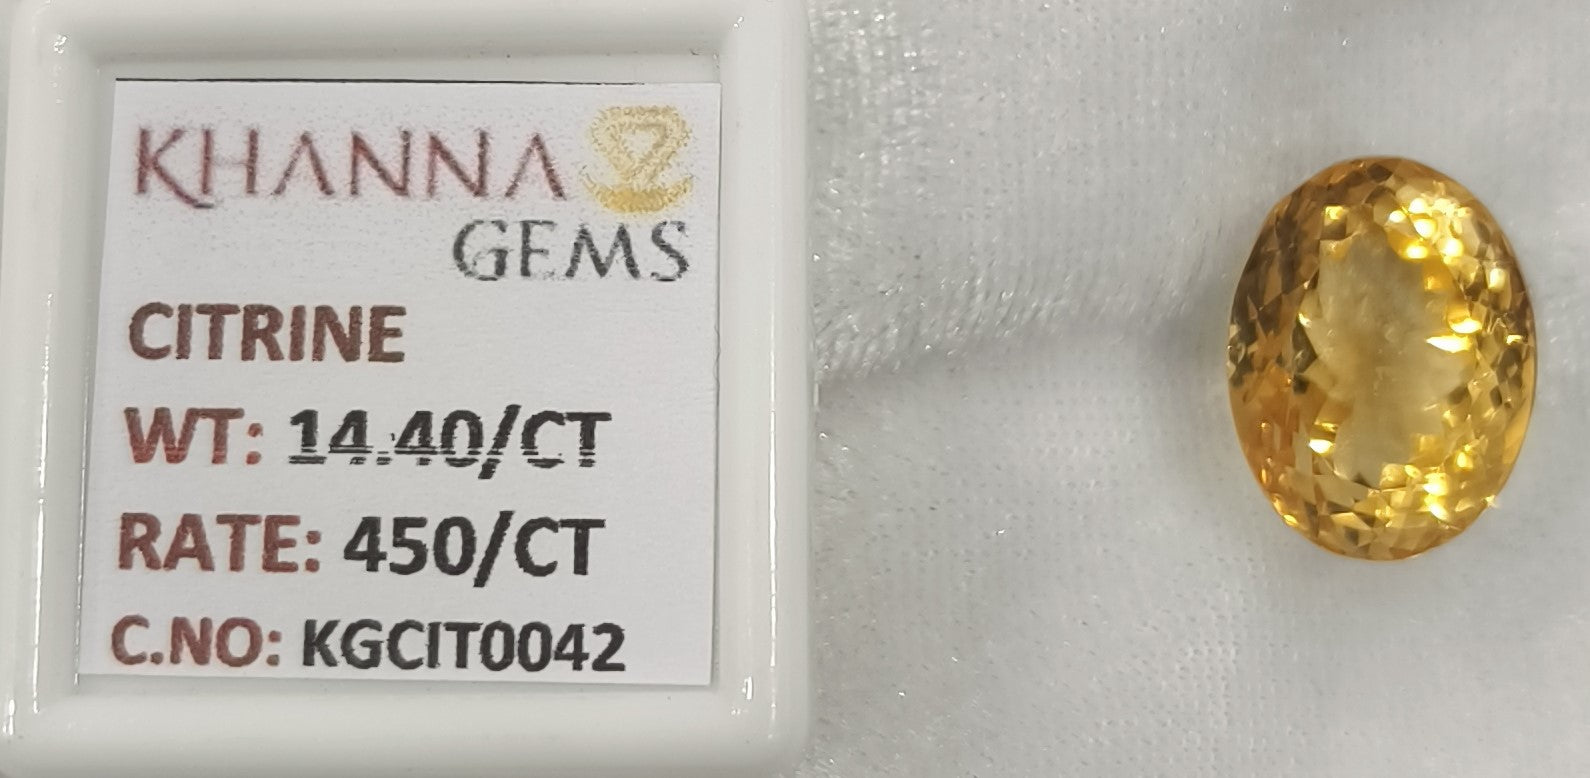 KHANNA
GEMS
CITRINE
WT: 14.40/CT
RATE: 450/CT
C.NO: KGCIT0042